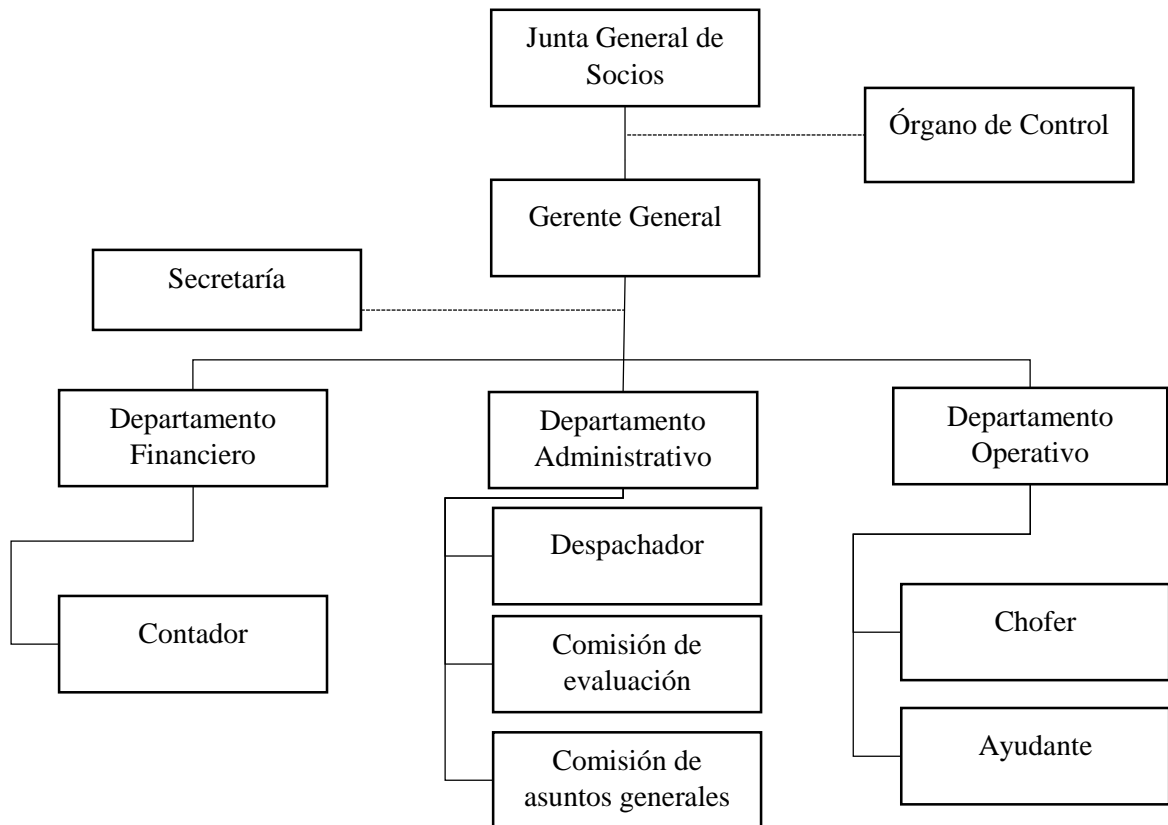 Junta General de
Socios
Órgano de Control
Gerente General
Secretaría
Departamento
Financiero
Departamento
Administrativo
Departamento
Operativo
Despachador
Contador
Chofer
Comisión de
evaluación
Ayudante
Comisión de
asuntos generales